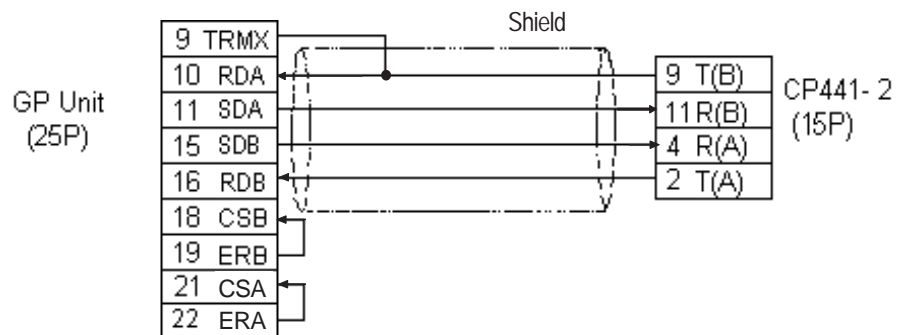 Shield
GP Unit
(25P)
9 TRMX
10 RDA
11 SDA
15 SDB
16 RDB
18 CSB
19 ERB
21 CSA
22 ERA
9 T(B)
11 R(B)
4 R(A)
2 T(A)
CP441- 2
(15P)